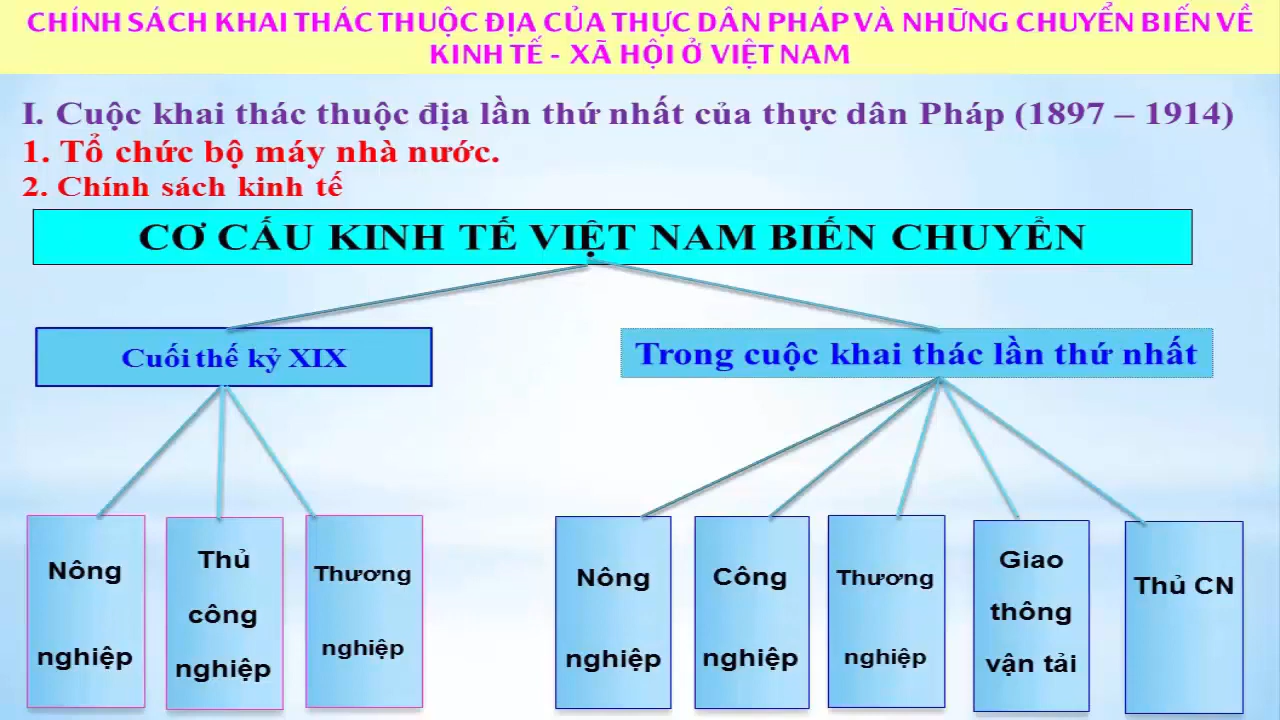 CHÍNH SÁCH KHAI THÁC THUỘC ĐỊA CỦA THỰC DÂN PHÁP VÀ NHỮNG CHUYỂN BIẾN VỀ
KINH TẾ - XÃ HỘI Ở VIỆT NAM
I. Cuộc khai thác thuộc địa lần thứ nhất của thực dân Pháp (1897 – 1914)
1. Tổ chức bộ máy nhà nước.
2. Chính sách kinh tế
CƠ CẤU KINH TẾ VIỆT NAM BIẾN CHUYỂN
Cuối thế kỷ XIX
Trong cuộc khai thác lần thứ nhất
Nông
nghiệp
Thủ
công
nghiệp
Thương
nghiệp
Nông
nghiệp
Công
nghiệp
Thương
nghiệp
Giao
thông
vận tải
Thủ CN